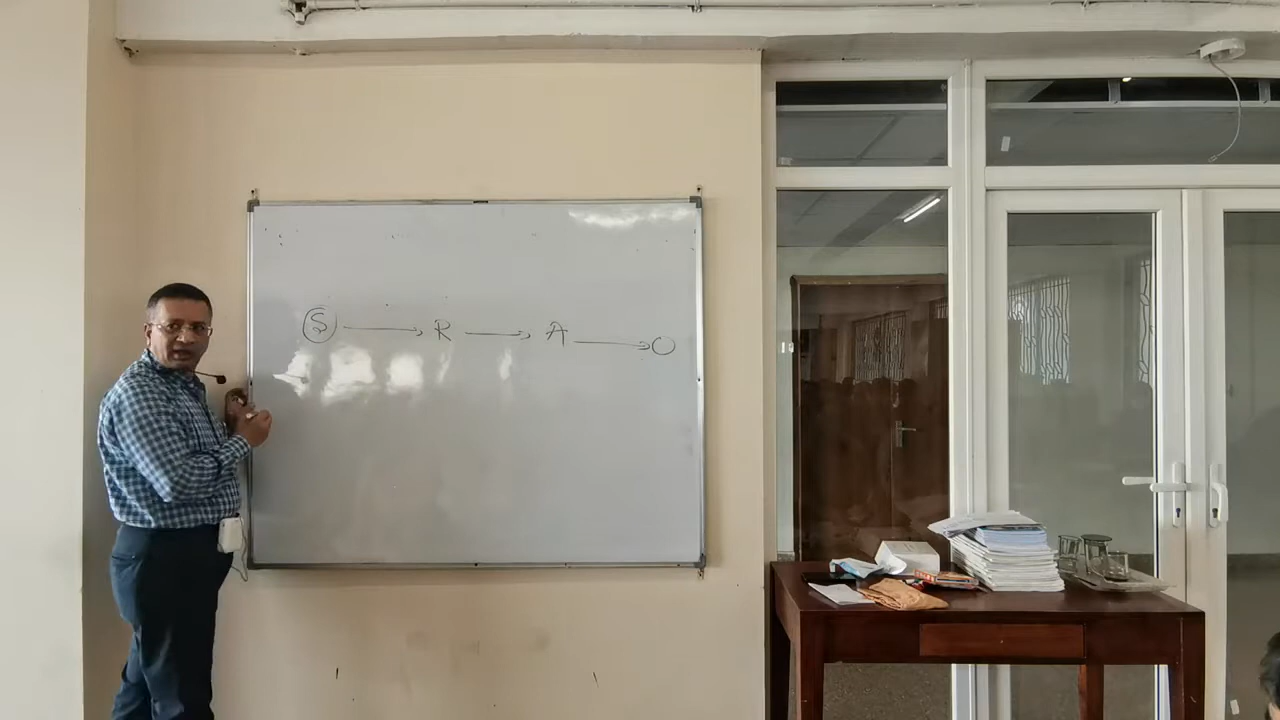 S → R → A → O